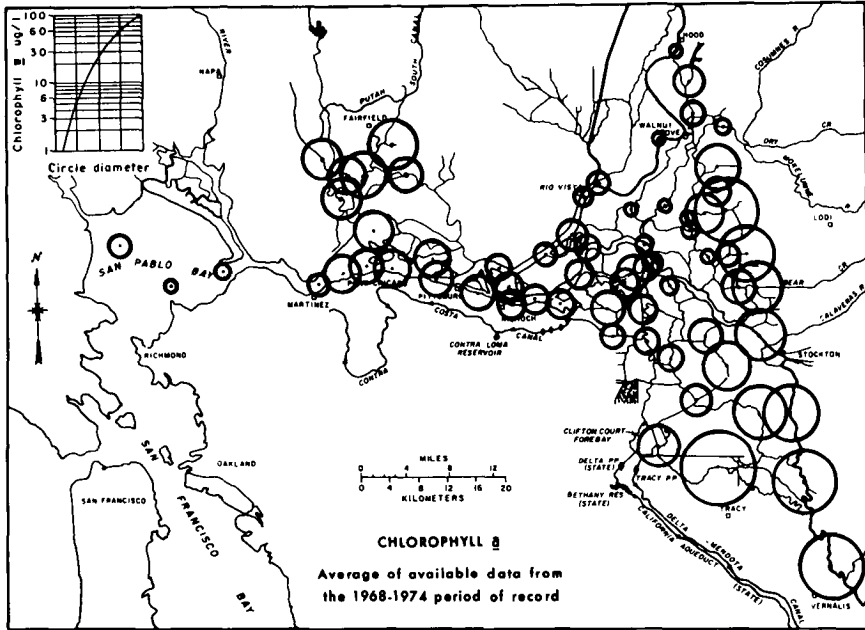 Chlorophyll a ug/l
100
60
30
10
6
3
1
Circle diameter
RIVER
NAPA
PUTAH
SOUTH CANAL
FAIRFIELD
HOOD
COSUMNES R
WALNUT GROVE
DRY
CR
MOKELUMNE
LODI
RIO VISTA
N
SAN PABLO BAY
MARTINEZ
PITTSBURG
ANTIOCH
BEAR
CR
CALAVERAS R
STOCKTON
CONTRA
COSTA
CANAL
CONTRA LOMA
RESERVOIR
RICHMOND
SAN
FRANCISCO
BAY
OAKLAND
SAN FRANCISCO
MILES
0 4 8 12
0 4 8 12 16 20
KILOMETERS
CLIFTON COURT
FOREBAY
DELTA PP
(STATE)
TRACY PP
BETHANY RES
(STATE)
TRACY
DELTA - MENDOTA CANAL
CALIFORNIA AQUEDUCT (STATE)
VERNALIS
CHLOROPHYLL a
Average of available data from
the 1968-1974 period of record